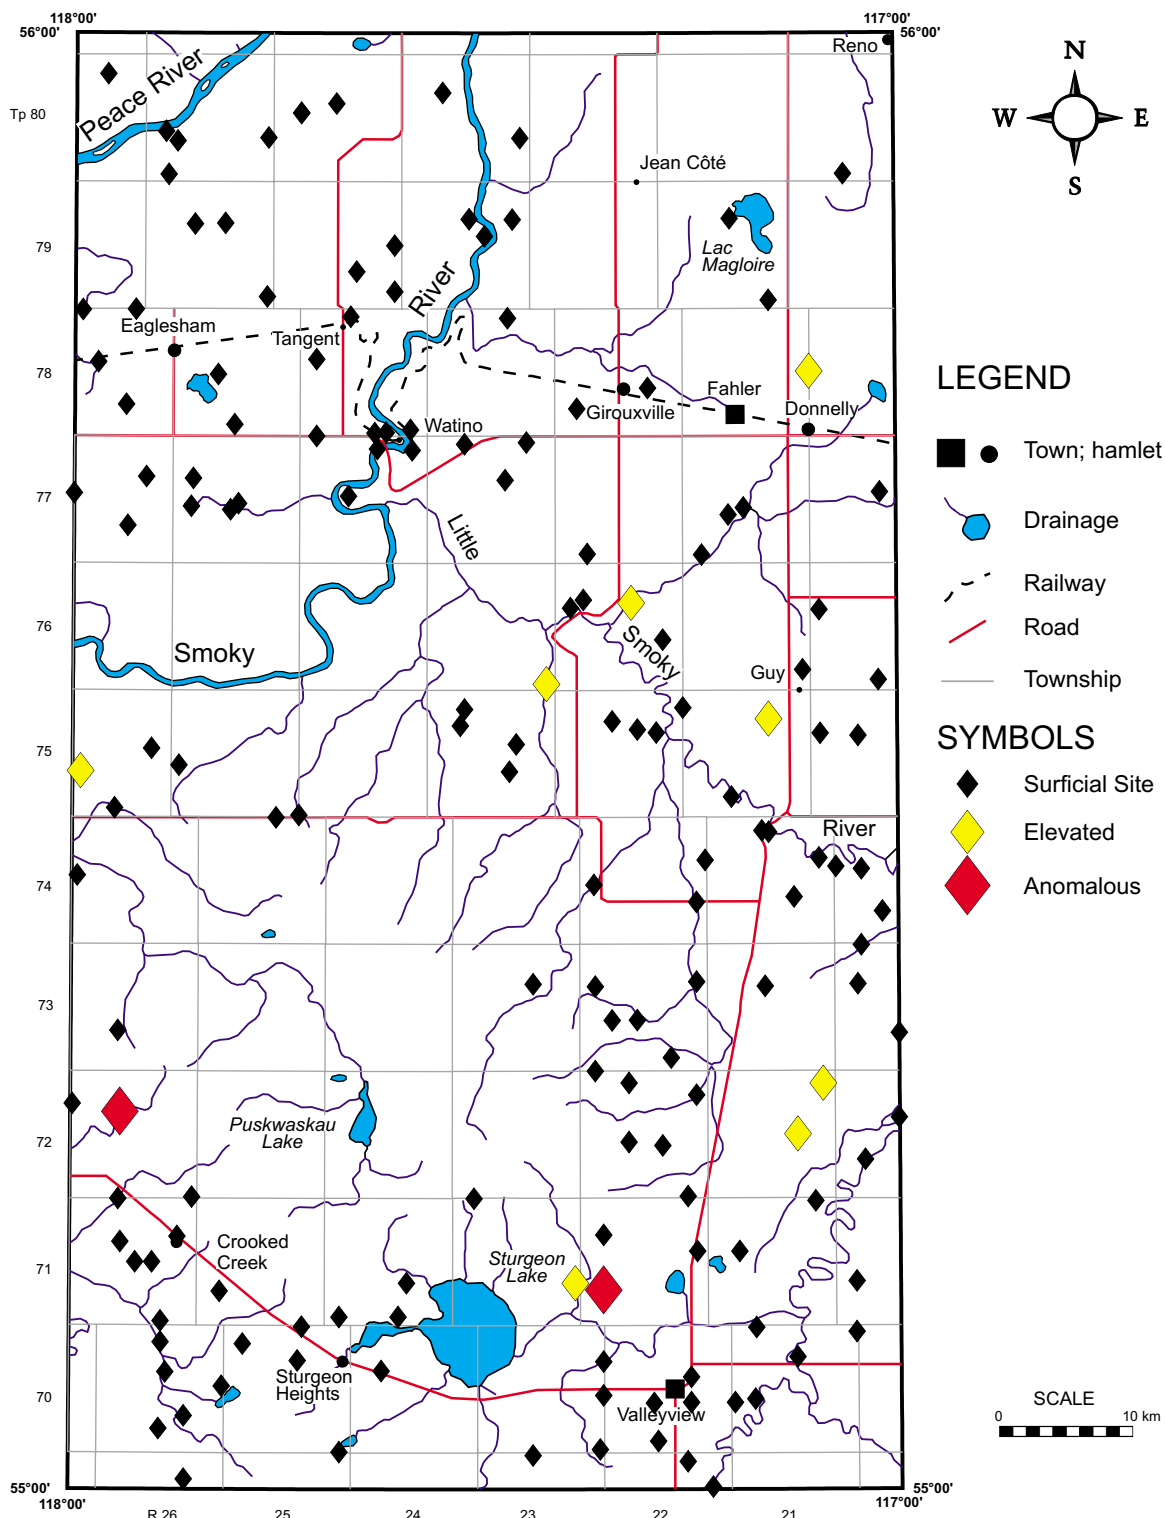 118°00'
117°00'
56°00'
56°00'
Reno
Peace River
Tp 80
N
W
E
S
Jean Côté
79
Lac
Magloire
River
Eaglesham
Tangent
78
Fahler
Girouxville
Donnelly
Watino
LEGEND
Town; hamlet
77
Little
Drainage
Railway
76
Road
Smoky
Smoky
Guy
Township
75
SYMBOLS
Surficial Site
River
Elevated
74
Anomalous
73
72
Puskwaskau
Lake
Crooked
Creek
Sturgeon
Lake
71
Sturgeon
Heights
70
Valleyview
SCALE
0
10 km
55°00'
55°00'
118°00'
117°00'
R 26
25
24
23
22
21